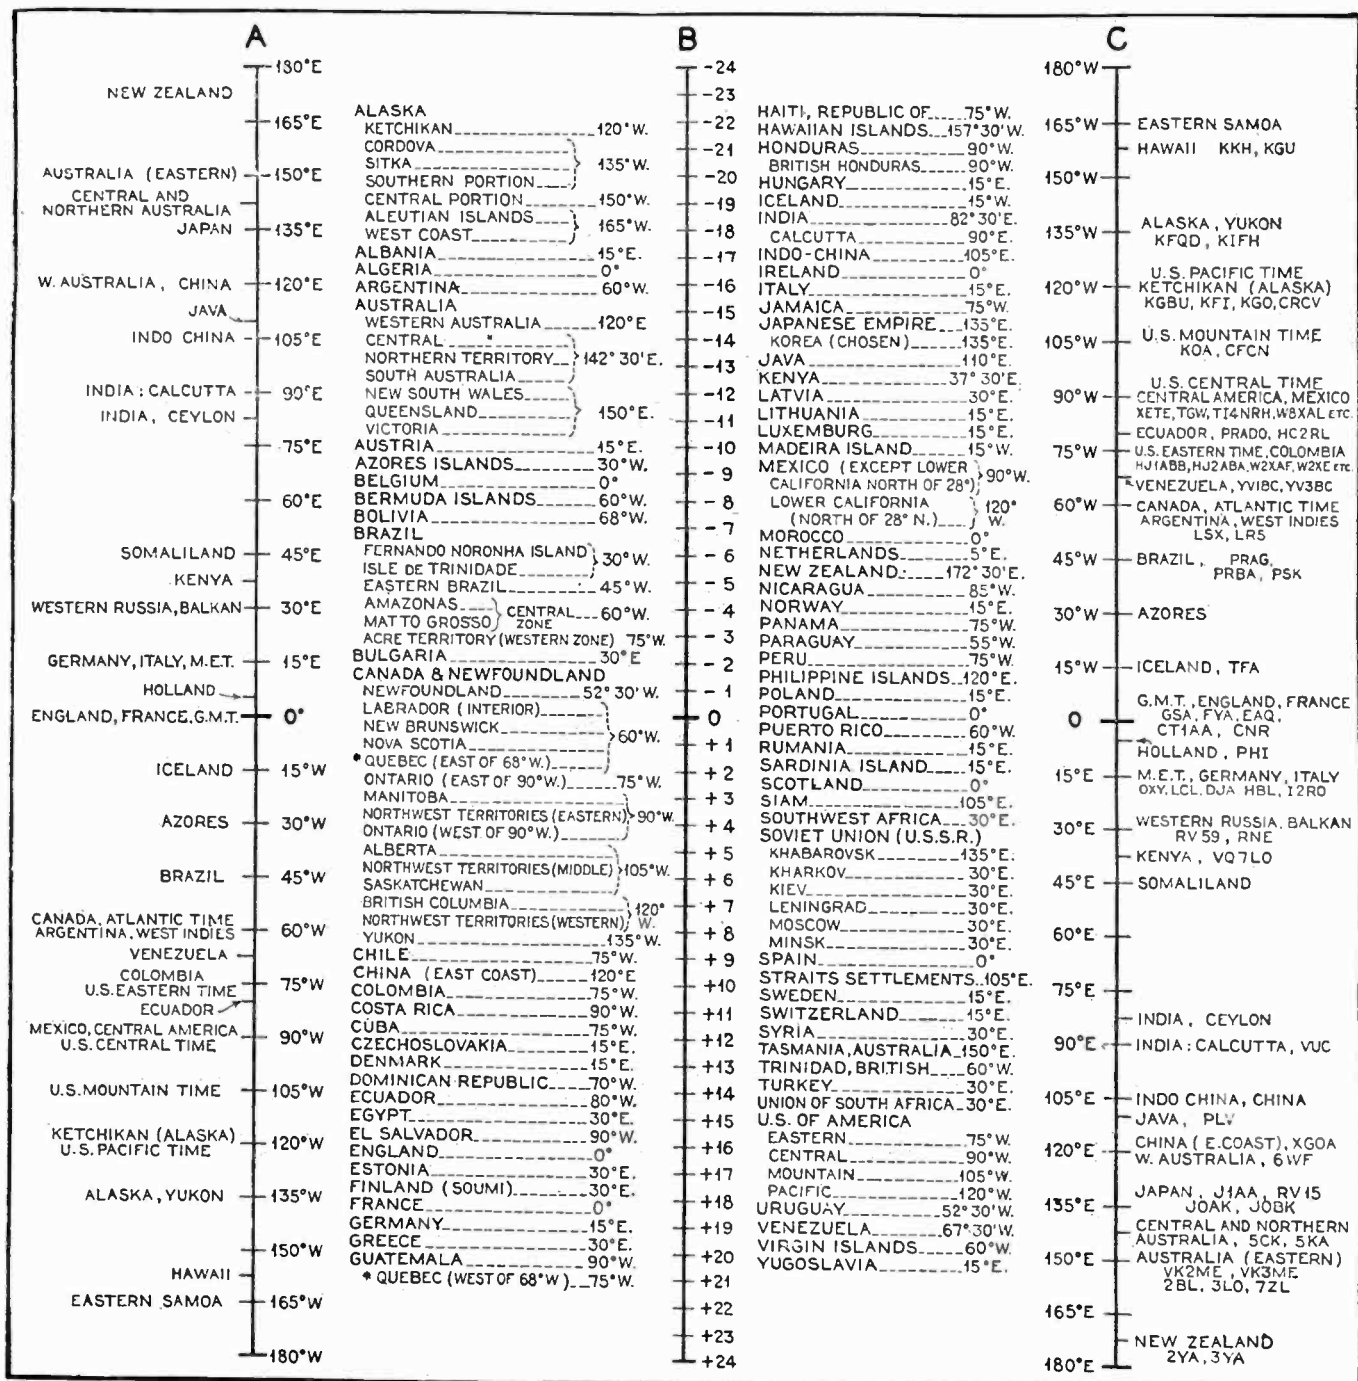 A
130°E
NEW ZEALAND
165°E
AUSTRALIA (EASTERN)
150°E
CENTRAL AND
NORTHERN AUSTRALIA
JAPAN
135°E
W. AUSTRALIA, CHINA
120°E
JAVA
INDO CHINA
105°E
INDIA: CALCUTTA
90°E
INDIA, CEYLON
75°E
60°E
SOMALILAND
45°E
KENYA
WESTERN RUSSIA, BALKAN
30°E
GERMANY, ITALY, M.E.T.
15°E
HOLLAND
ENGLAND, FRANCE, G.M.T.
0°
ICELAND
15°W
AZORES
30°W
BRAZIL
45°W
CANADA, ATLANTIC TIME
ARGENTINA, WEST INDIES
60°W
VENEZUELA
COLOMBIA
U.S. EASTERN TIME
75°W
ECUADOR
MEXICO, CENTRAL AMERICA
U.S. CENTRAL TIME
90°W
U.S. MOUNTAIN TIME
105°W
KETCHIKAN (ALASKA)
U.S. PACIFIC TIME
120°W
ALASKA, YUKON
135°W
150°W
HAWAII
EASTERN SAMOA
165°W
180°W
ALASKA
KETCHIKAN 120°W.
CORDOVA
SITKA 135°W.
SOUTHERN PORTION
CENTRAL PORTION 150°W.
ALEUTIAN ISLANDS
WEST COAST 165°W.
ALBANIA 15°E.
ALGERIA 0°
ARGENTINA 60°W.
AUSTRALIA
WESTERN AUSTRALIA 120°E
CENTRAL "
NORTHERN TERRITORY 142°30'E.
SOUTH AUSTRALIA
NEW SOUTH WALES
QUEENSLAND 150°E.
VICTORIA
AUSTRIA 15°E.
AZORES ISLANDS 30°W.
BELGIUM 0°
BERMUDA ISLANDS 60°W.
BOLIVIA 68°W.
BRAZIL
FERNANDO NORONHA ISLAND
ISLE DE TRINIDADE 30°W.
EASTERN BRAZIL 45°W.
AMAZONAS
MATTO GROSSO CENTRAL ZONE 60°W.
ACRE TERRITORY (WESTERN ZONE) 75°W.
BULGARIA 30°E
CANADA & NEWFOUNDLAND
NEWFOUNDLAND 52°30'W.
LABRADOR (INTERIOR)
NEW BRUNSWICK
NOVA SCOTIA 60°W.
* QUEBEC (EAST OF 68°W.)
ONTARIO (EAST OF 90°W.) 75°W.
MANITOBA
NORTHWEST TERRITORIES (EASTERN) 90°W.
ONTARIO (WEST OF 90°W.)
ALBERTA
NORTHWEST TERRITORIES (MIDDLE) 105°W.
SASKATCHEWAN
BRITISH COLUMBIA
NORTHWEST TERRITORIES (WESTERN) 120° W.
YUKON 135°W.
CHILE 75°W.
CHINA (EAST COAST) 120°E
COLOMBIA 75°W.
COSTA RICA 90°W.
CUBA 75°W.
CZECHOSLOVAKIA 15°E.
DENMARK 15°E.
DOMINICAN REPUBLIC 70°W.
ECUADOR 80°W.
EGYPT 30°E.
EL SALVADOR 90°W.
ENGLAND 0°
ESTONIA 30°E.
FINLAND (SOUMI) 30°E.
FRANCE 0°
GERMANY 15°E.
GREECE 30°E.
GUATEMALA 90°W.
* QUEBEC (WEST OF 68°W) 75°W.
B
-24
-23
-22
-21
-20
-19
-18
-17
-16
-15
-14
-13
-12
-11
-10
-9
-8
-7
-6
-5
-4
-3
-2
-1
0
+1
+2
+3
+4
+5
+6
+7
+8
+9
+10
+11
+12
+13
+14
+15
+16
+17
+18
+19
+20
+21
+22
+23
+24
HAITI, REPUBLIC OF 75°W.
HAWAIIAN ISLANDS 157°30'W.
HONDURAS 90°W.
BRITISH HONDURAS 90°W.
HUNGARY 15°E.
ICELAND 15°W.
INDIA 82°30'E.
CALCUTTA 90°E.
INDO-CHINA 105°E.
IRELAND 0°
ITALY 15°E.
JAMAICA 75°W.
JAPANESE EMPIRE 135°E.
KOREA (CHOSEN) 135°E.
JAVA 110°E.
KENYA 37°30'E.
LATVIA 30°E.
LITHUANIA 15°E.
LUXEMBURG 15°E.
MADEIRA ISLAND 15°W.
MEXICO (EXCEPT LOWER
CALIFORNIA NORTH OF 28°) 90°W.
LOWER CALIFORNIA
(NORTH OF 28° N.) 120° W.
MOROCCO 0°
NETHERLANDS 5°E.
NEW ZEALAND 172°30'E.
NICARAGUA 85°W.
NORWAY 15°E.
PANAMA 75°W.
PARAGUAY 55°W.
PERU 75°W.
PHILIPPINE ISLANDS 120°E.
POLAND 15°E.
PORTUGAL 0°
PUERTO RICO 60°W.
RUMANIA 15°E.
SARDINIA ISLAND 15°E.
SCOTLAND 0°
SIAM 105°E.
SOUTHWEST AFRICA 30°E.
SOVIET UNION (U.S.S.R.)
KHABAROVSK 135°E.
KHARKOV 30°E.
KIEV 30°E.
LENINGRAD 30°E.
MOSCOW 30°E.
MINSK 30°E.
SPAIN 0°
STRAITS SETTLEMENTS 105°E.
SWEDEN 15°E.
SWITZERLAND 15°E.
SYRIA 30°E.
TASMANIA, AUSTRALIA 150°E.
TRINIDAD, BRITISH 60°W.
TURKEY 30°E.
UNION OF SOUTH AFRICA 30°E.
U.S. OF AMERICA
EASTERN 75°W.
CENTRAL 90°W.
MOUNTAIN 105°W.
PACIFIC 120°W.
URUGUAY 52°30'W.
VENEZUELA 67°30'W.
VIRGIN ISLANDS 60°W.
YUGOSLAVIA 15°E.
C
180°W
165°W
EASTERN SAMOA
HAWAII KKH, KGU
150°W
ALASKA, YUKON
135°W
KFQD, KIFH
U.S. PACIFIC TIME
120°W
KETCHIKAN (ALASKA)
KGBU, KFI, KGO, CRCV
U.S. MOUNTAIN TIME
105°W
KOA, CFCN
U.S. CENTRAL TIME
90°W
CENTRAL AMERICA, MEXICO
XETE, TGW, TI4NRH, W8XAL ETC.
ECUADOR, PRADO, HC2RL
75°W
U.S. EASTERN TIME, COLOMBIA
HJ1ABB, HJ2ABA, W2XAF, W2XE ETC.
VENEZUELA, YV1BC, YV3BC
60°W
CANADA, ATLANTIC TIME
ARGENTINA, WEST INDIES
LSX, LR5
45°W
BRAZIL, PRAG,
PRBA, PSK
30°W
AZORES
15°W
ICELAND, TFA
G.M.T., ENGLAND, FRANCE
0
GSA, FYA, EAQ,
CT1AA, CNR
HOLLAND, PHI
15°E
M.E.T., GERMANY, ITALY
OXY, LCL, DJA HBL, I2RO
30°E
WESTERN RUSSIA, BALKAN
RV59, RNE
KENYA, VQ7LO
45°E
SOMALILAND
60°E
75°E
INDIA, CEYLON
90°E
INDIA: CALCUTTA, VUC
105°E
INDO CHINA, CHINA
JAVA, PLV
120°E
CHINA (E. COAST), XGOA
W. AUSTRALIA, 6WF
135°E
JAPAN, J1AA, RV15
JOAK, JOBK
CENTRAL AND NORTHERN
AUSTRALIA, 5CK, 5KA
150°E
AUSTRALIA (EASTERN)
VK2ME, VK3ME
2BL, 3LO, 7ZL
165°E
NEW ZEALAND
2YA, 3YA
180°E